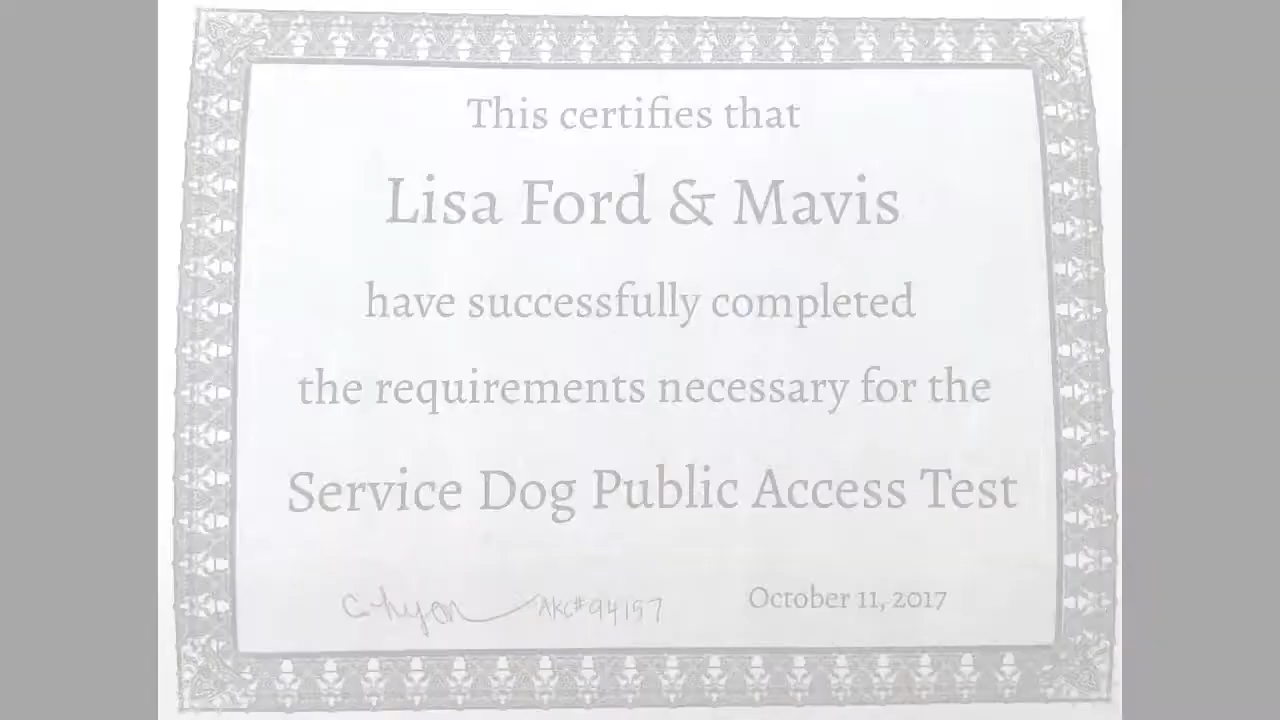 This certifies that
Lisa Ford & Mavis
have successfully completed
the requirements necessary for the
Service Dog Public Access Test
AKC# 94157 October 11, 2017